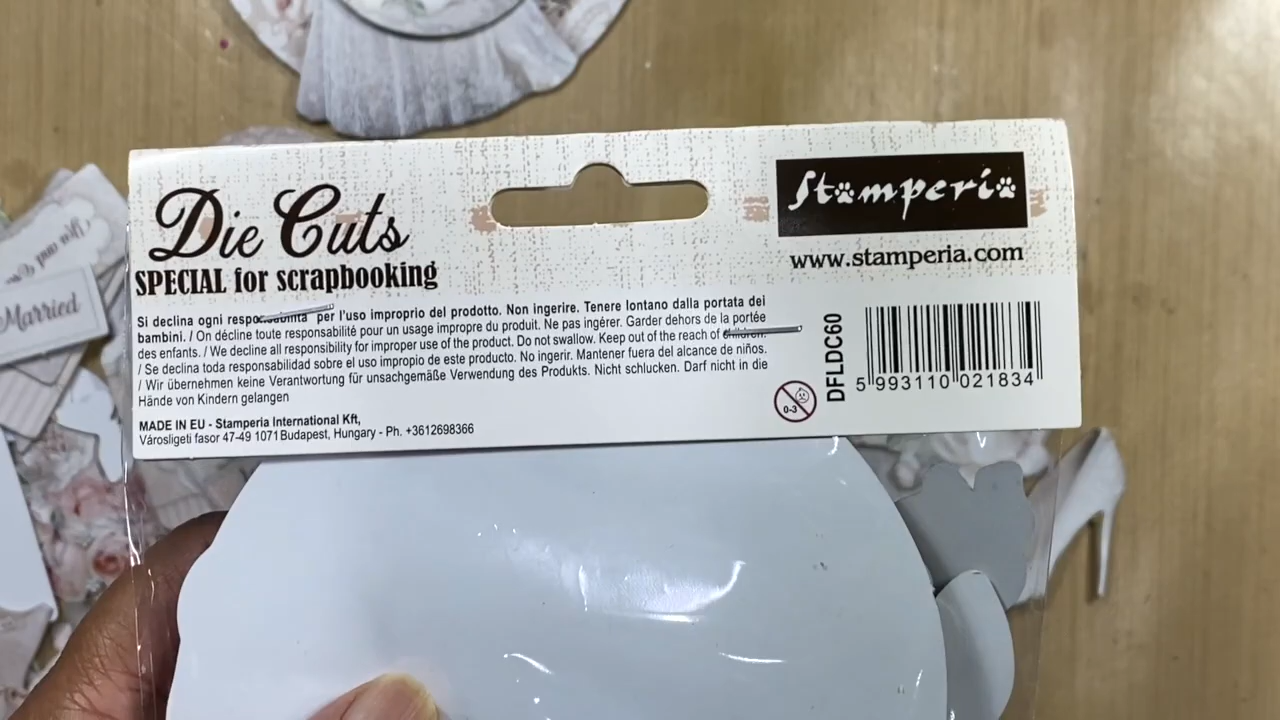 Die Cuts
SPECIAL for scrapbooking
Stamperia
www.stamperia.com
Si declina ogni per l'uso improprio del prodotto. Non ingerire. Tenere lontano dalla portata dei
bambini. / On décline toute responsabilité pour un usage impropre du produit. Ne pas ingérer. Garder dehors de la portée
des enfants. / We decline all responsibility for improper use of the product. Do not swallow. Keep out of the reach of children.
/ Se declina toda responsabilidad sobre el uso impropio de este producto. No ingerir. Mantener fuera del alcance de niños.
/ Wir übernehmen keine Verantwortung für unsachgemäße Verwendung des Produkts. Nicht schlucken. Darf nicht in die
Hände von Kindern gelangen
MADE IN EU - Stamperia International Kft,
Városligeti fasor 47-49 1071 Budapest, Hungary - Ph. +3612698366
0-3
DFLDC60
5 993110 021834
Married